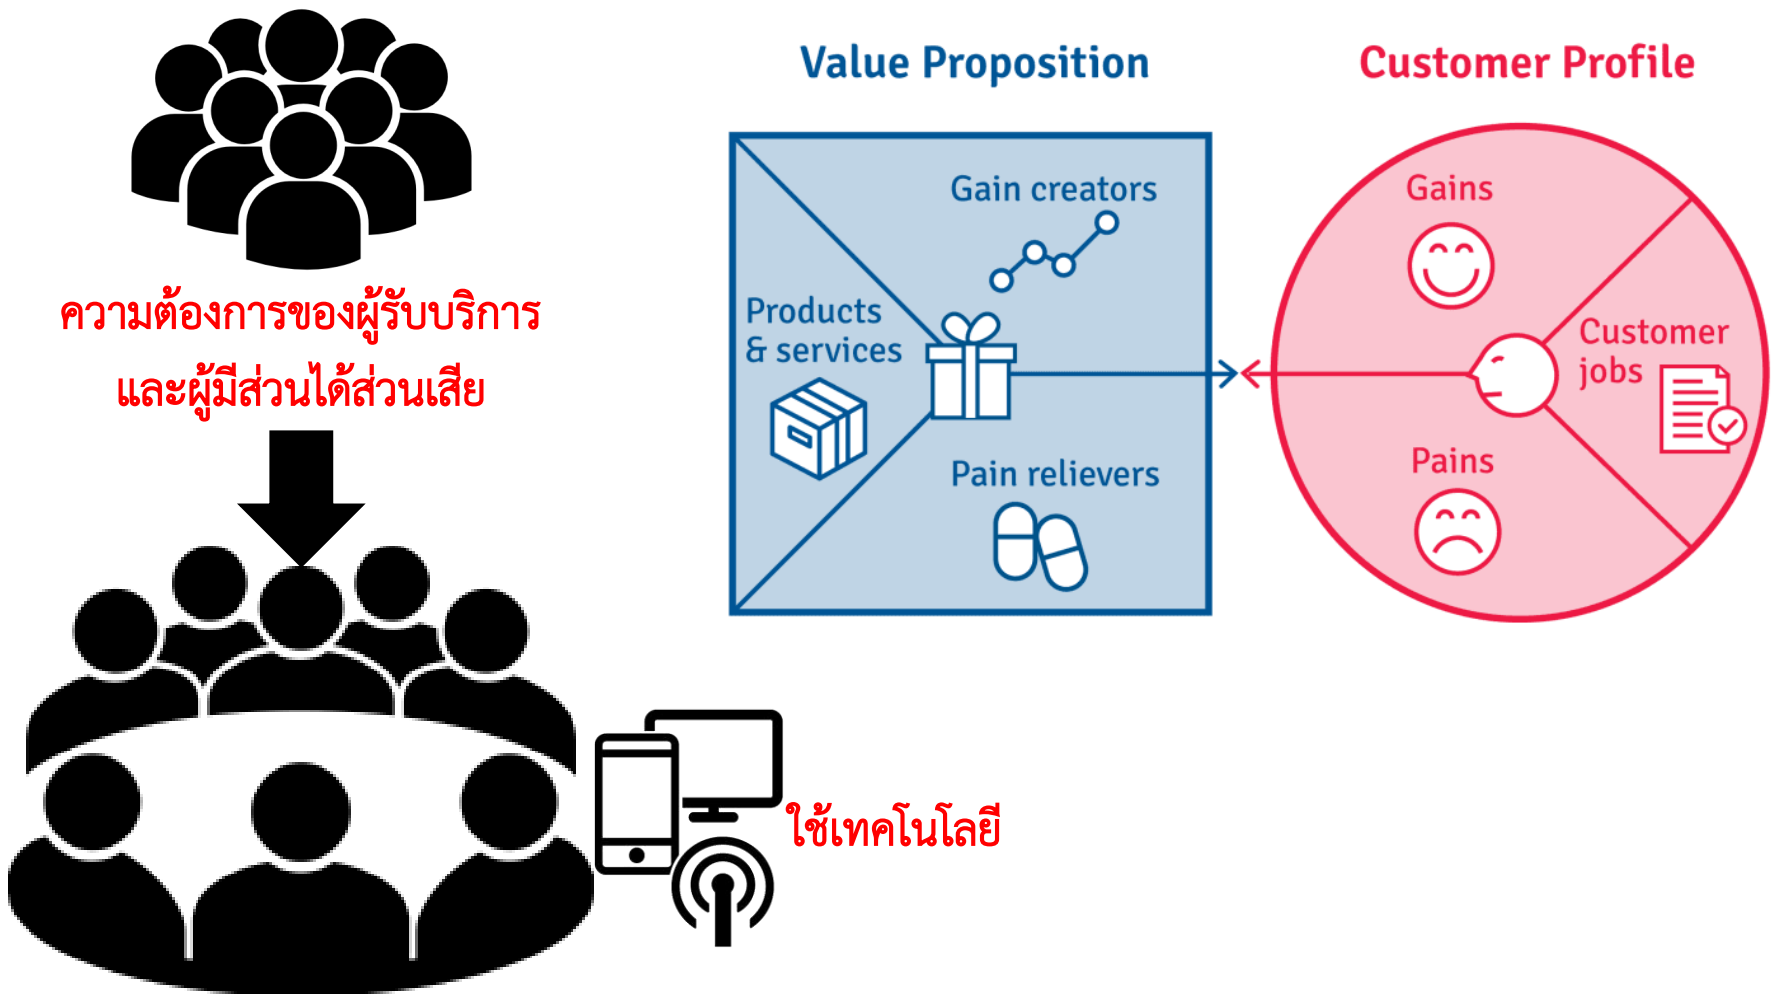 ความต้องการของผู้รับบริการ
และผู้มีส่วนได้ส่วนเสีย
ใช้เทคโนโลยี
Value Proposition
Gain creators
Products
& services
Pain relievers
Customer Profile
Gains
Customer
jobs
Pains